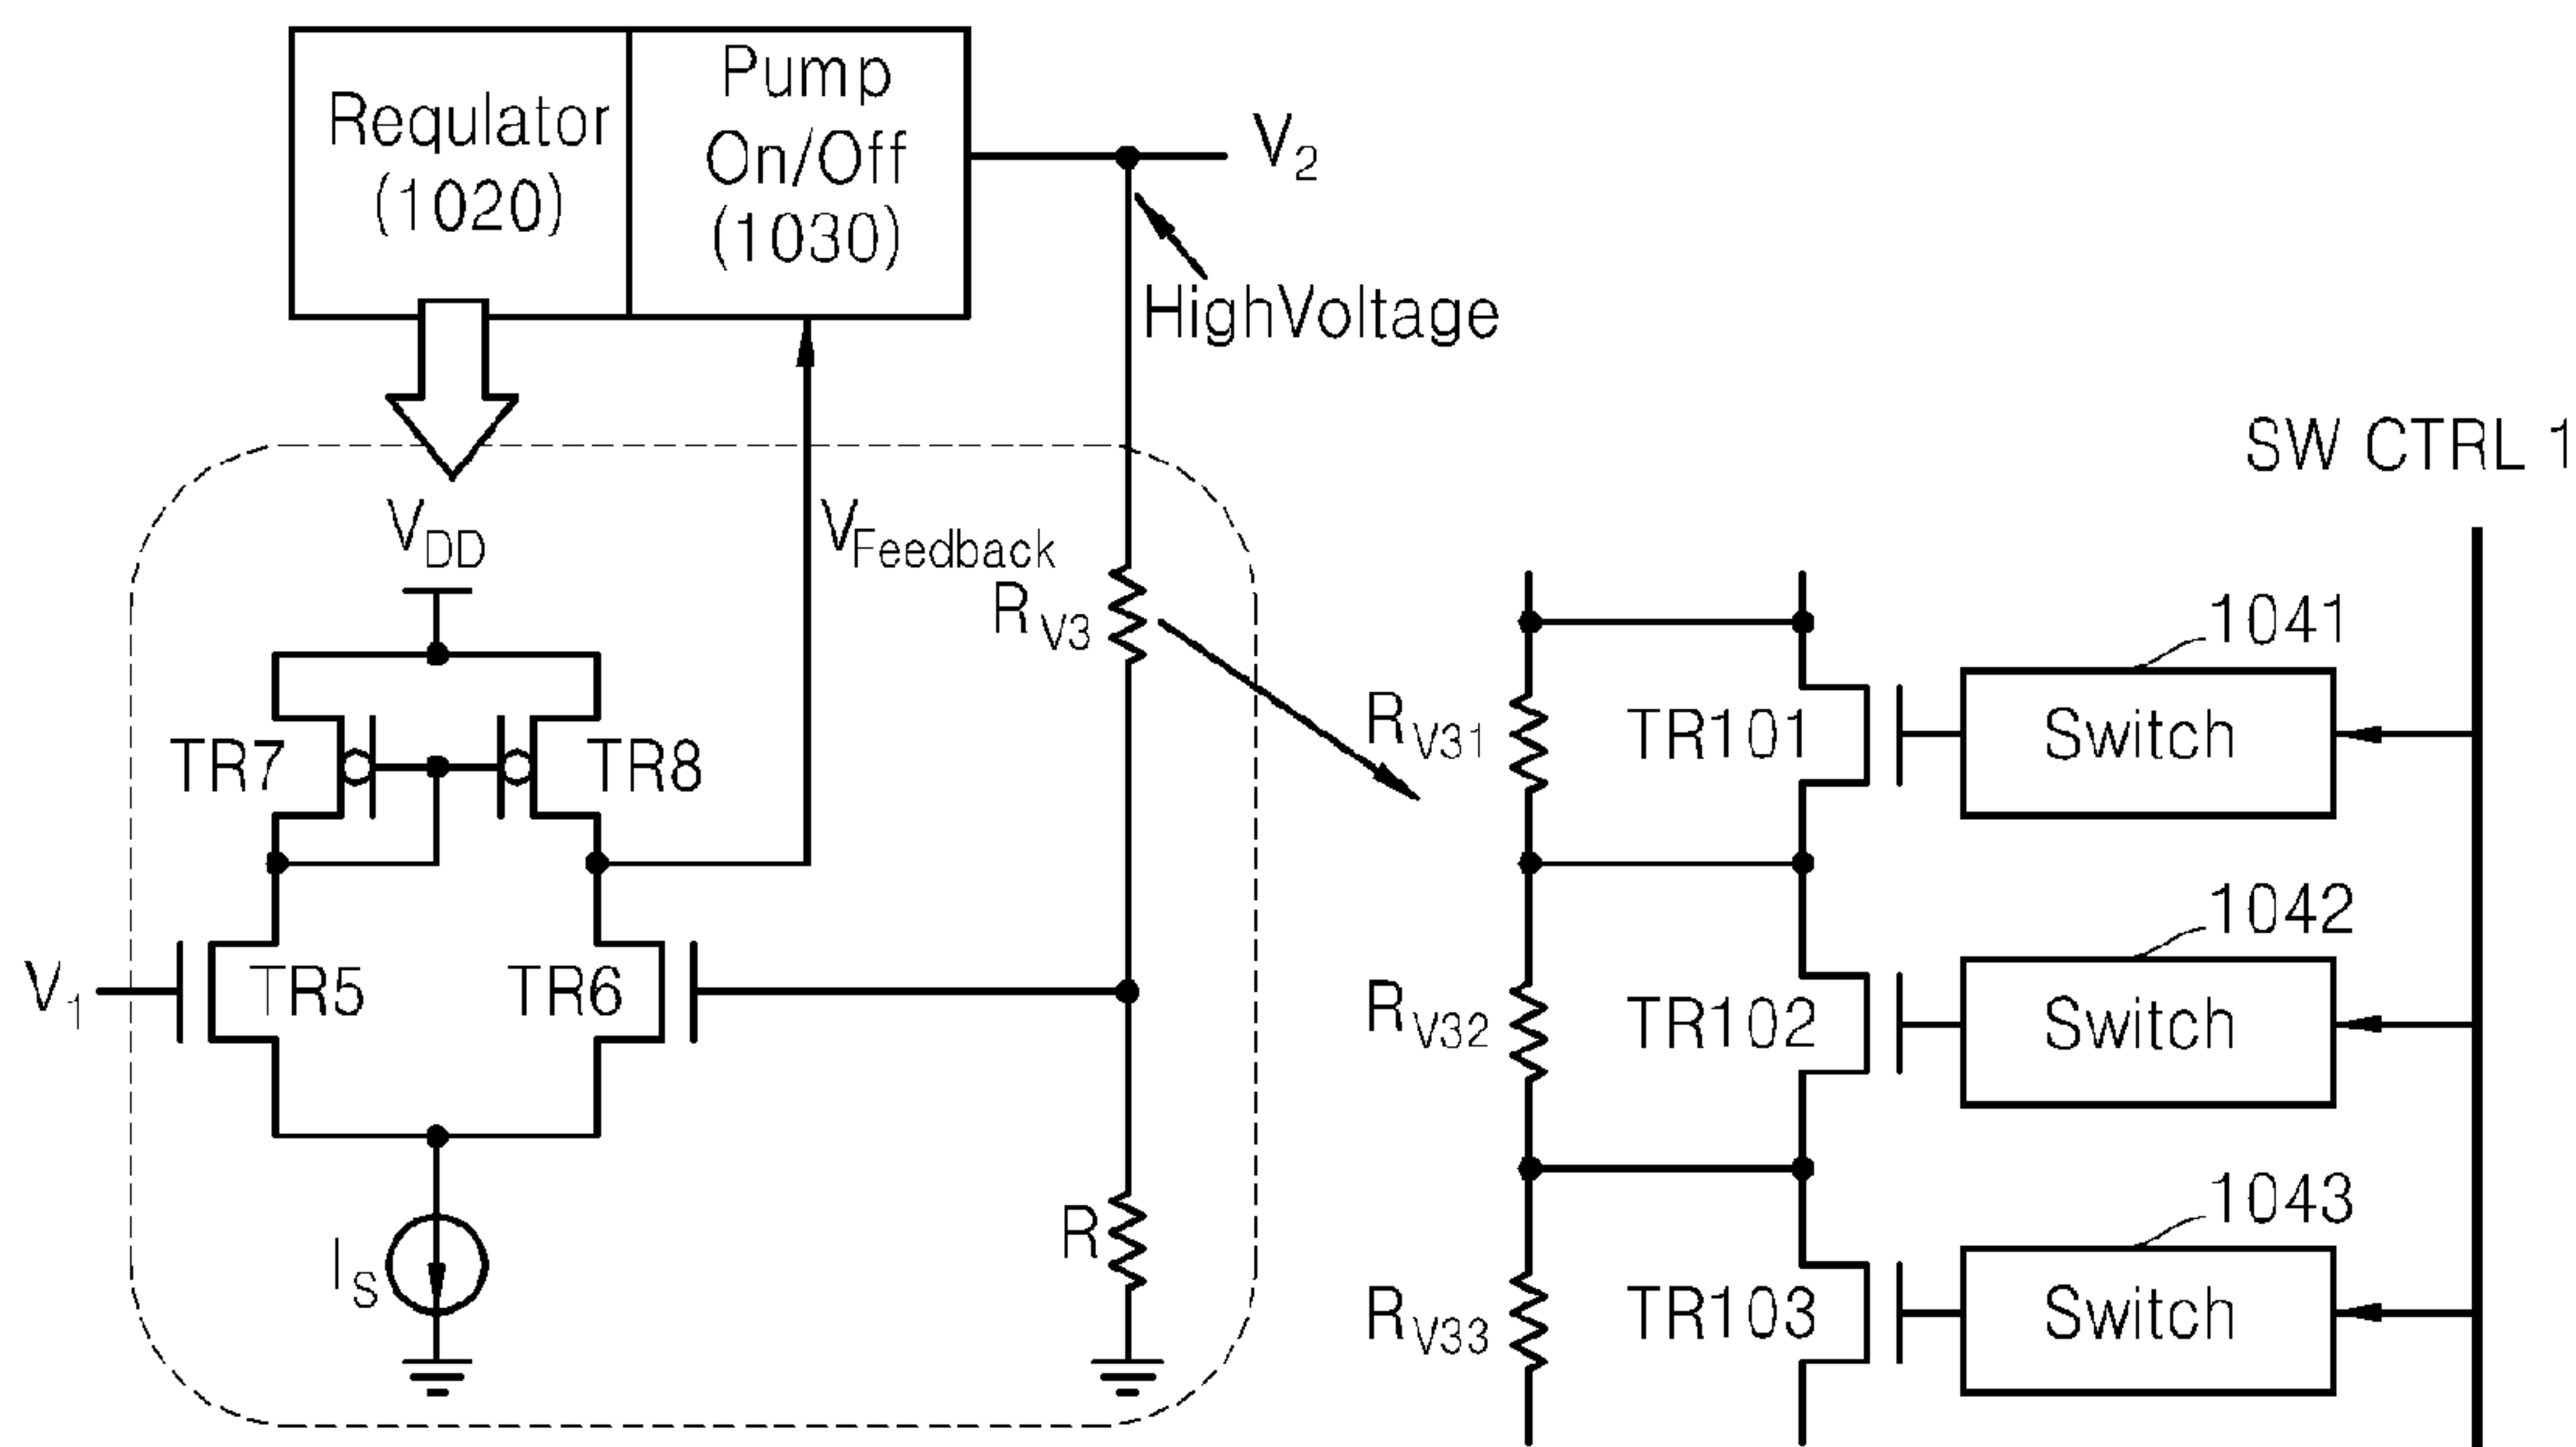 Requlator
(1020)
Pump
On/Off
(1030)
V2
HighVoltage
SW CTRL 1
VDD
VFeedback
RV3
1041
RV31
TR101
Switch
TR7
TR8
1042
V1
TR5
TR6
RV32
TR102
Switch
1043
IS
R
RV33
TR103
Switch